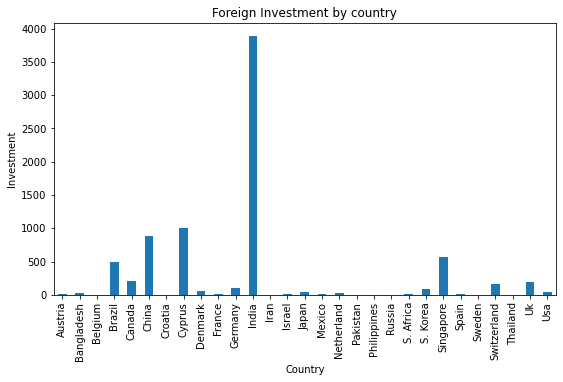 Foreign Investment by country
4000
3500
3000
2500
2000
1500
1000
500
0
Investment
Austria
Bangladesh
Belgium
Brazil
Canada
China
Croatia
Cyprus
Denmark
France
Germany
India
Iran
Israel
Japan
Mexico
Netherland
Pakistan
Philippines
Russia
S. Africa
S. Korea
Singapore
Spain
Sweden
Switzerland
Thailand
Uk
Usa
Country